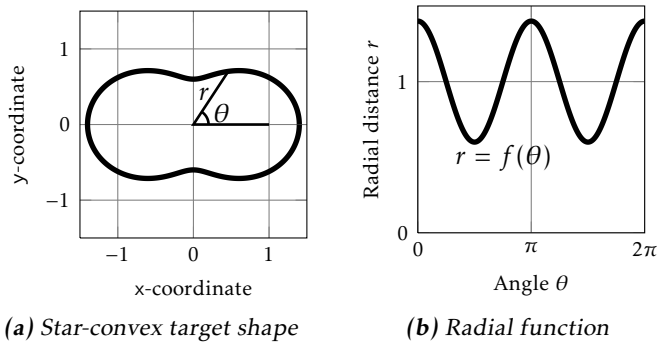 1
0
−1
y-coordinate
r
θ
−1
0
1
x-coordinate
(a) Star-convex target shape
1
0
Radial distance r
r = f(θ)
0
π
2π
Angle θ
(b) Radial function